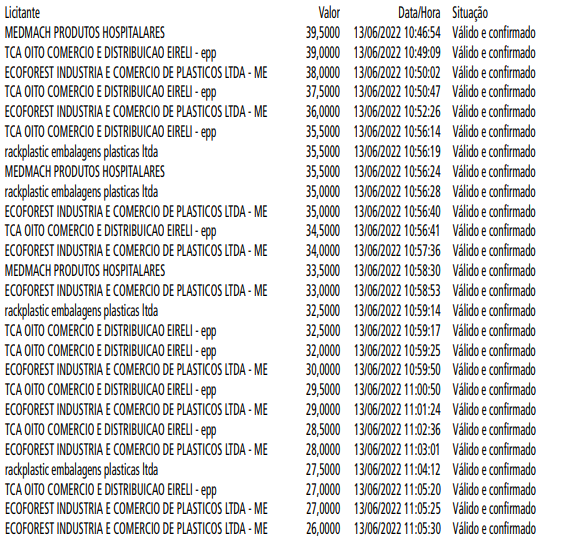 Licitante Valor Data/Hora Situação
MEDMACH PRODUTOS HOSPITALARES 39,5000 13/06/2022 10:46:54 Válido e confirmado
TCA OITO COMERCIO E DISTRIBUICAO EIRELI - epp 39,0000 13/06/2022 10:49:09 Válido e confirmado
ECOFOREST INDUSTRIA E COMERCIO DE PLASTICOS LTDA - ME 38,0000 13/06/2022 10:50:02 Válido e confirmado
TCA OITO COMERCIO E DISTRIBUICAO EIRELI - epp 37,5000 13/06/2022 10:50:47 Válido e confirmado
ECOFOREST INDUSTRIA E COMERCIO DE PLASTICOS LTDA - ME 36,0000 13/06/2022 10:52:26 Válido e confirmado
TCA OITO COMERCIO E DISTRIBUICAO EIRELI - epp 35,5000 13/06/2022 10:56:14 Válido e confirmado
rackplastic embalagens plasticas ltda 35,5000 13/06/2022 10:56:19 Válido e confirmado
MEDMACH PRODUTOS HOSPITALARES 35,5000 13/06/2022 10:56:24 Válido e confirmado
rackplastic embalagens plasticas ltda 35,0000 13/06/2022 10:56:28 Válido e confirmado
ECOFOREST INDUSTRIA E COMERCIO DE PLASTICOS LTDA - ME 35,0000 13/06/2022 10:56:40 Válido e confirmado
TCA OITO COMERCIO E DISTRIBUICAO EIRELI - epp 34,5000 13/06/2022 10:56:41 Válido e confirmado
ECOFOREST INDUSTRIA E COMERCIO DE PLASTICOS LTDA - ME 34,0000 13/06/2022 10:57:36 Válido e confirmado
MEDMACH PRODUTOS HOSPITALARES 33,5000 13/06/2022 10:58:30 Válido e confirmado
ECOFOREST INDUSTRIA E COMERCIO DE PLASTICOS LTDA - ME 33,0000 13/06/2022 10:58:53 Válido e confirmado
rackplastic embalagens plasticas ltda 32,5000 13/06/2022 10:59:14 Válido e confirmado
TCA OITO COMERCIO E DISTRIBUICAO EIRELI - epp 32,5000 13/06/2022 10:59:17 Válido e confirmado
TCA OITO COMERCIO E DISTRIBUICAO EIRELI - epp 32,0000 13/06/2022 10:59:25 Válido e confirmado
ECOFOREST INDUSTRIA E COMERCIO DE PLASTICOS LTDA - ME 30,0000 13/06/2022 10:59:50 Válido e confirmado
TCA OITO COMERCIO E DISTRIBUICAO EIRELI - epp 29,5000 13/06/2022 11:00:50 Válido e confirmado
ECOFOREST INDUSTRIA E COMERCIO DE PLASTICOS LTDA - ME 29,0000 13/06/2022 11:01:24 Válido e confirmado
TCA OITO COMERCIO E DISTRIBUICAO EIRELI - epp 28,5000 13/06/2022 11:02:36 Válido e confirmado
ECOFOREST INDUSTRIA E COMERCIO DE PLASTICOS LTDA - ME 28,0000 13/06/2022 11:03:01 Válido e confirmado
rackplastic embalagens plasticas ltda 27,5000 13/06/2022 11:04:12 Válido e confirmado
TCA OITO COMERCIO E DISTRIBUICAO EIRELI - epp 27,0000 13/06/2022 11:05:20 Válido e confirmado
ECOFOREST INDUSTRIA E COMERCIO DE PLASTICOS LTDA - ME 27,0000 13/06/2022 11:05:25 Válido e confirmado
ECOFOREST INDUSTRIA E COMERCIO DE PLASTICOS LTDA - ME 26,0000 13/06/2022 11:05:30 Válido e confirmado